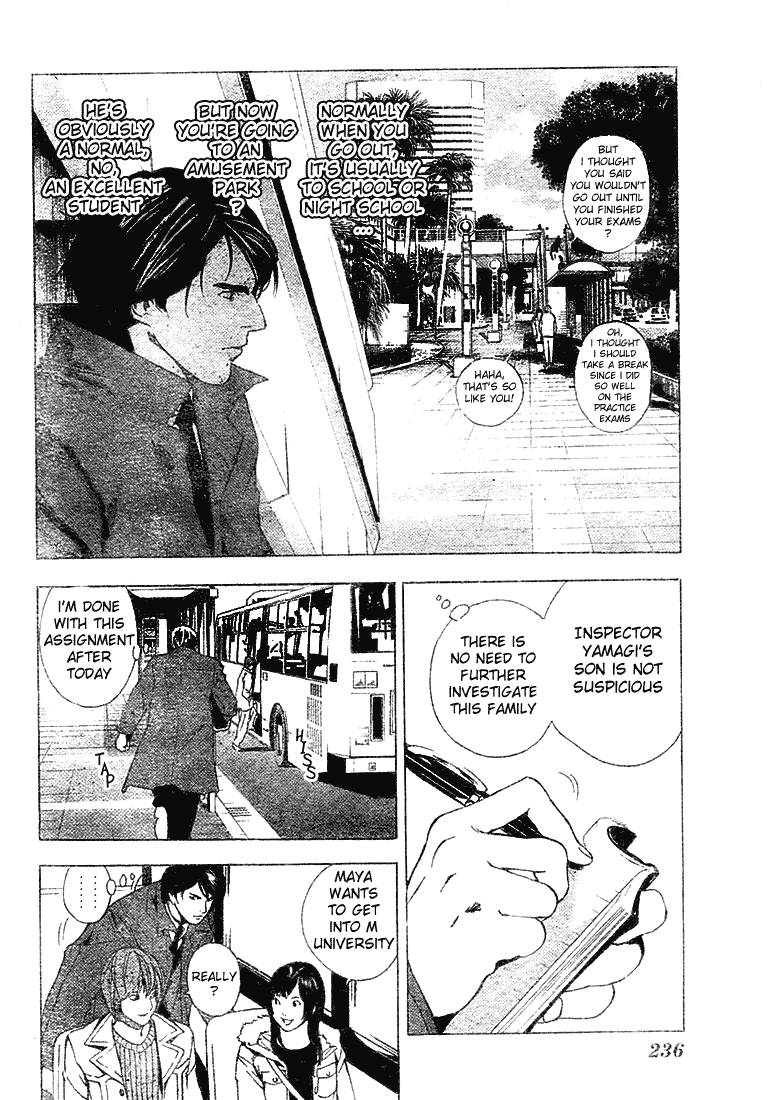 BUT
I THOUGHT
YOU SAID
YOU WOULDN'T
GO OUT UNTIL
YOU FINISHED
YOUR EXAMS
?
OH,
I THOUGHT
I SHOULD
TAKE A BREAK
SINCE I DID
SO WELL
ON THE
PRACTICE
EXAMS
HAHA,
THAT'S SO
LIKE YOU!
NORMALLY
WHEN YOU
GO OUT,
IT'S USUALLY
TO SCHOOL OR
NIGHT SCHOOL
....
BUT NOW
YOU'RE GOING
TO AN
AMUSEMENT
PARK
?
HE'S
OBVIOUSLY
A NORMAL,
NO,
AN EXCELLENT
STUDENT
INSPECTOR
YAMAGI'S
SON IS NOT
SUSPICIOUS
THERE IS
NO NEED TO
FURTHER
INVESTIGATE
THIS FAMILY
I'M DONE
WITH THIS
ASSIGNMENT
AFTER
TODAY
HISS
TAP
MAYA
WANTS
TO GET
INTO M
UNIVERSITY
REALLY
?
......
236